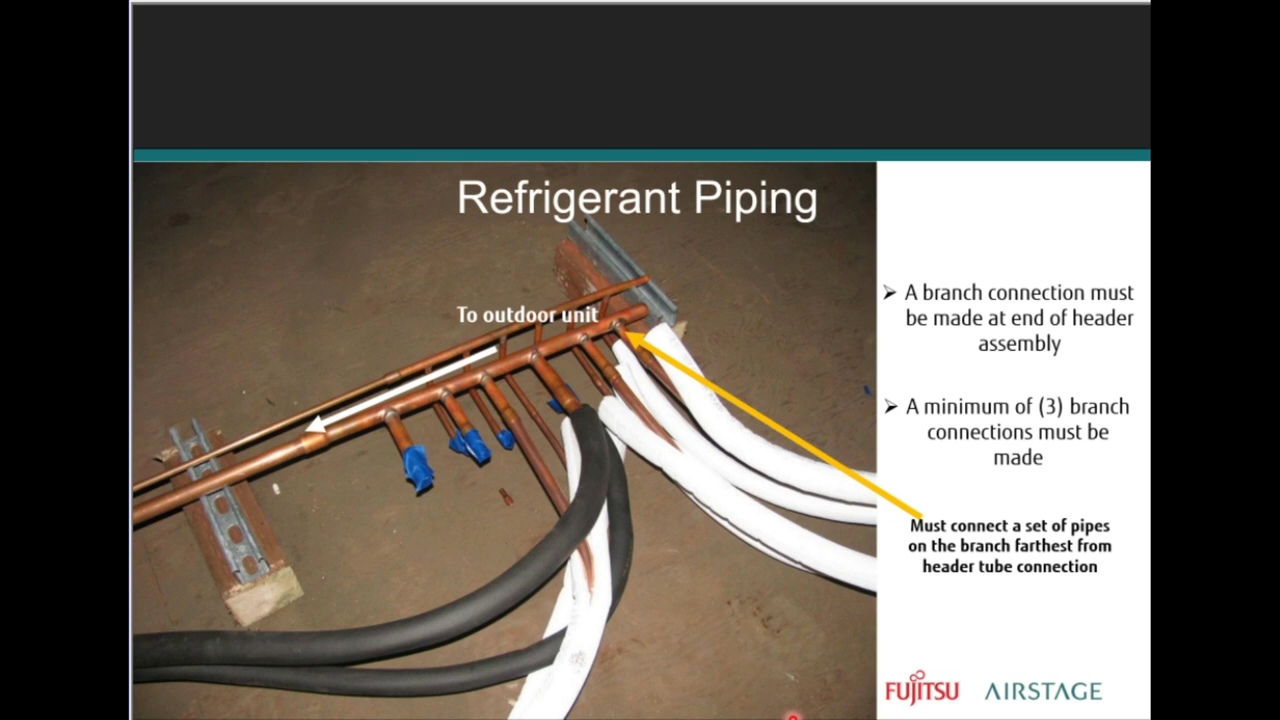 Refrigerant Piping
To outdoor unit
➢ A branch connection must
be made at end of header
assembly
➢ A minimum of (3) branch
connections must be
made
Must connect a set of pipes
on the branch farthest from
header tube connection
FUJITSU AIRSTAGE